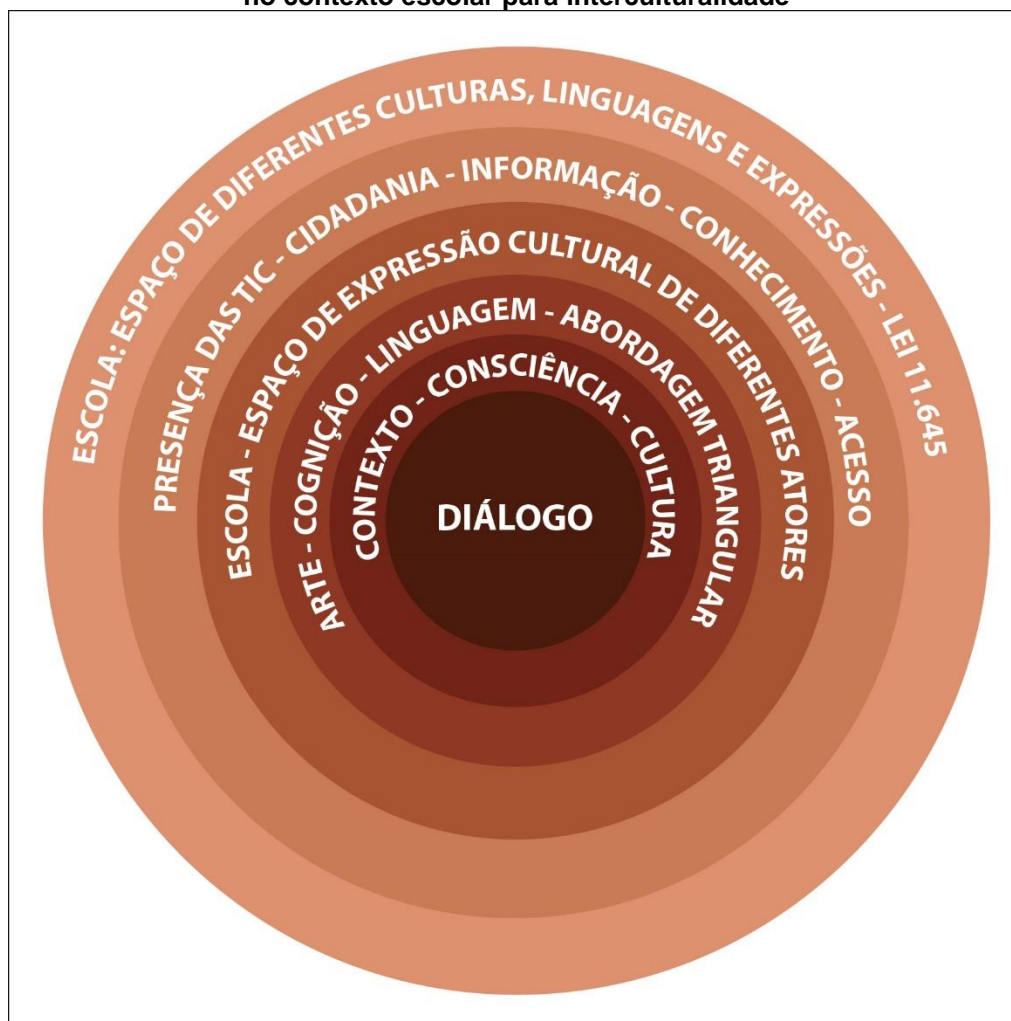 no contexto escolar para interculturalidade
ESCOLA: ESPAÇO DE DIFERENTES CULTURAS, LINGUAGENS E EXPRESSÕES - LEI 11.645
PRESENÇA DAS TIC - CIDADANIA - INFORMAÇÃO - CONHECIMENTO - ACESSO
ESCOLA - ESPAÇO DE EXPRESSÃO CULTURAL DE DIFERENTES ATORES
ARTE - COGNIÇÃO - LINGUAGEM - ABORDAGEM TRIANGULAR
CONTEXTO - CONSCIÊNCIA - CULTURA
DIÁLOGO